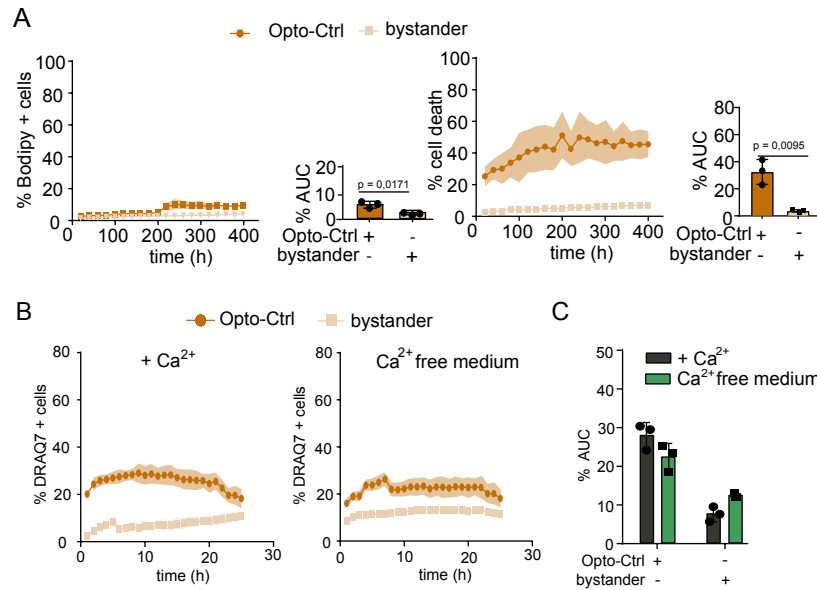 A
Opto-Ctrl
bystander
% Bodipy + cells
100
80
60
40
20
0
0
100
200
300
400
time (h)
% AUC
20
10
0
p = 0,0171
Opto-Ctrl + -
bystander - +
% cell death
100
80
60
40
20
0
0
100
200
300
400
time (h)
% AUC
80
60
40
20
0
p = 0,0095
Opto-Ctrl + -
bystander - +
B
Opto-Ctrl
bystander
+ Ca²⁺
% DRAQ7 + cells
80
60
40
20
0
0
10
20
30
time (h)
Ca²⁺ free medium
% DRAQ7 + cells
80
60
40
20
0
0
10
20
30
time (h)
C
+ Ca²⁺
Ca²⁺ free medium
% AUC
50
40
30
20
10
0
Opto-Ctrl + -
bystander - +